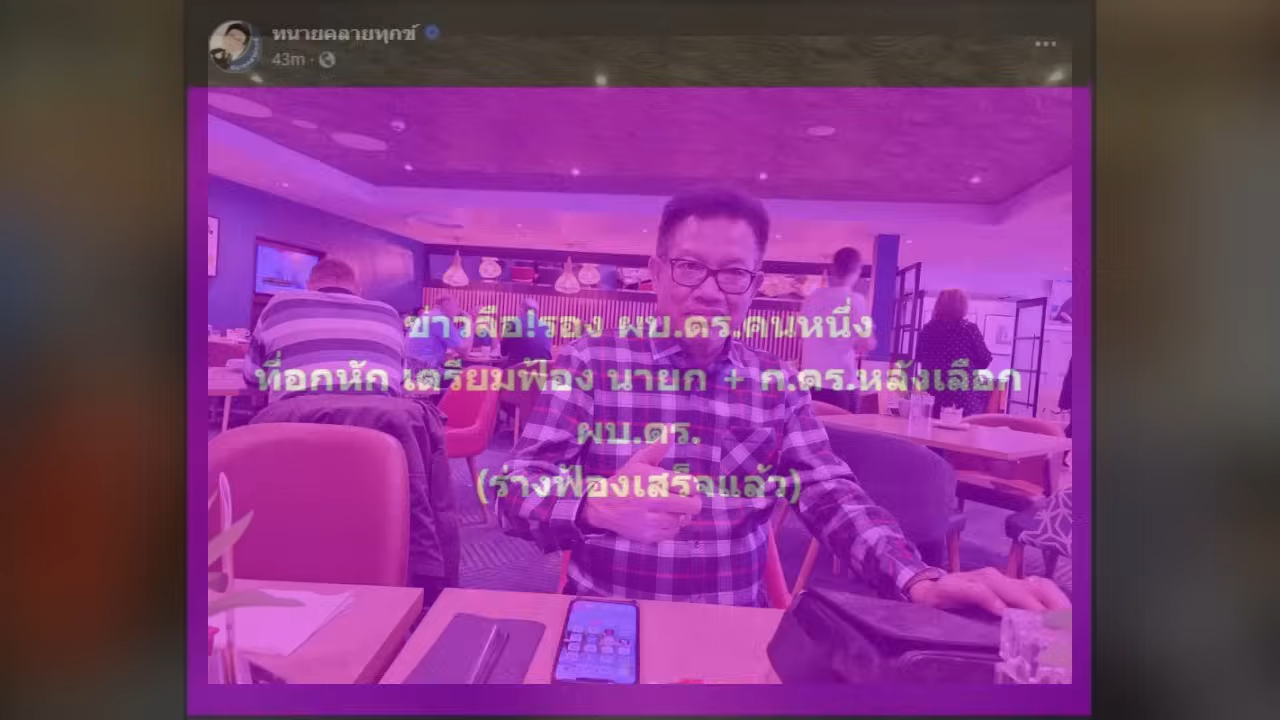 ทนายคลายทุกข์
43m
ข่าวลือ!รอง ผบ.ตร.คนหนึ่ง
ที่อกหัก เตรียมฟ้อง นายก + ก.ตร.หลังเลือก
ผบ.ตร.
(ร่างฟ้องเสร็จแล้ว)